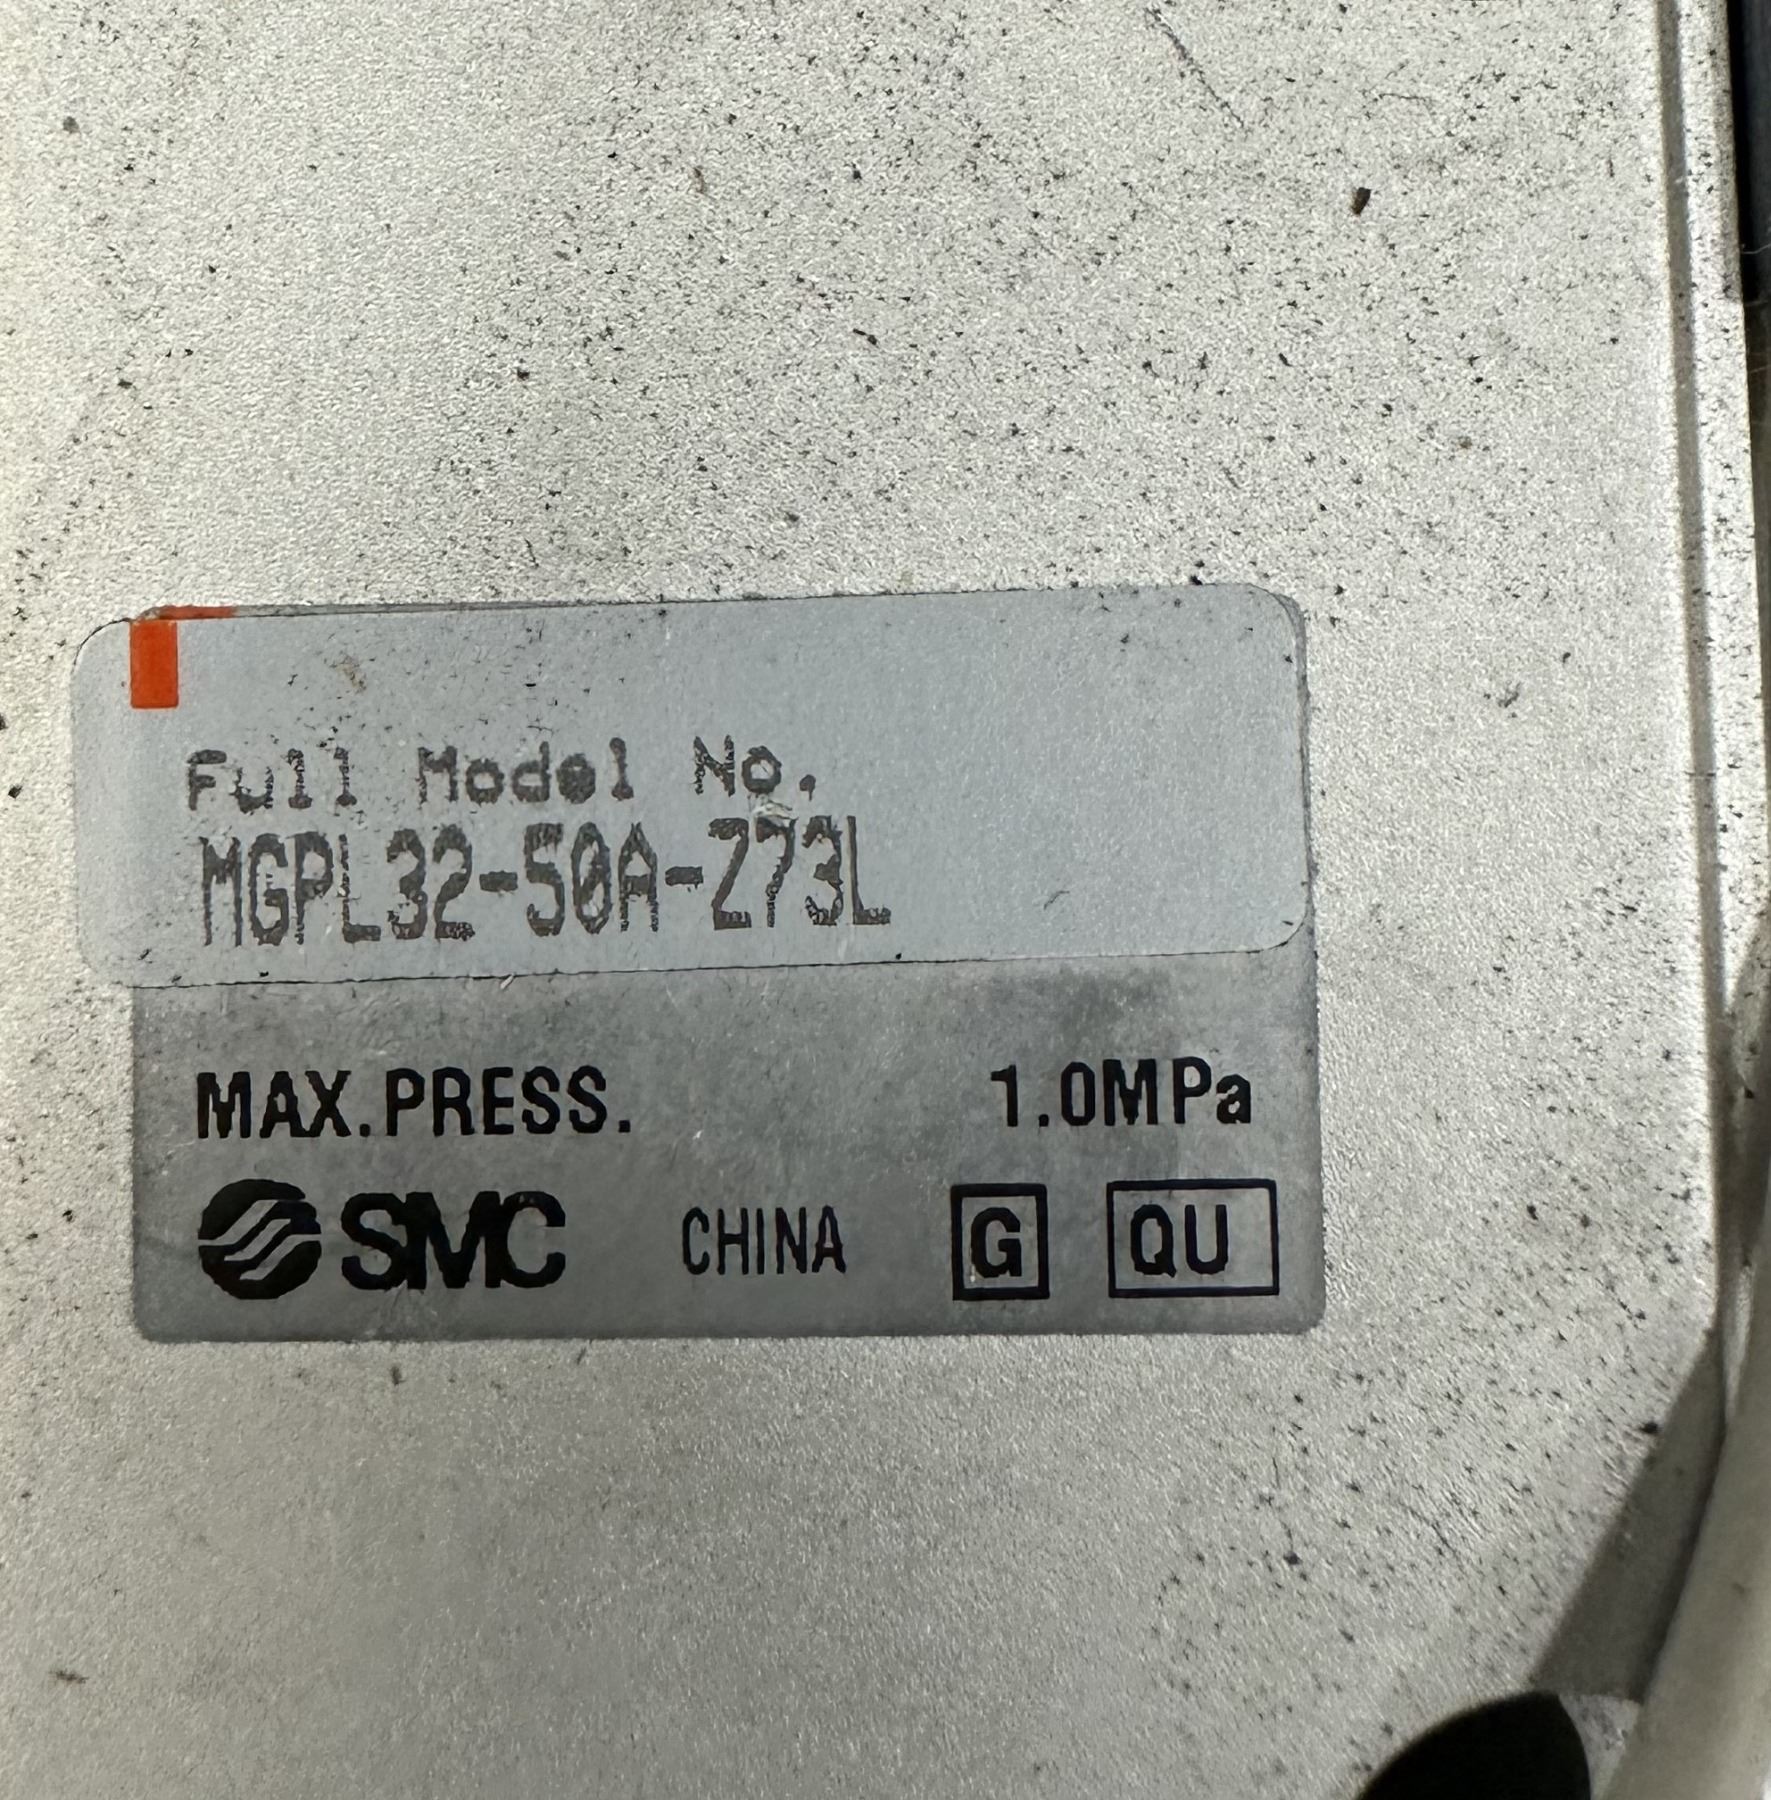 Full Model No.
MGPL32-50A-Z73L
MAX.PRESS. 1.0MPa
SMC CHINA G QU